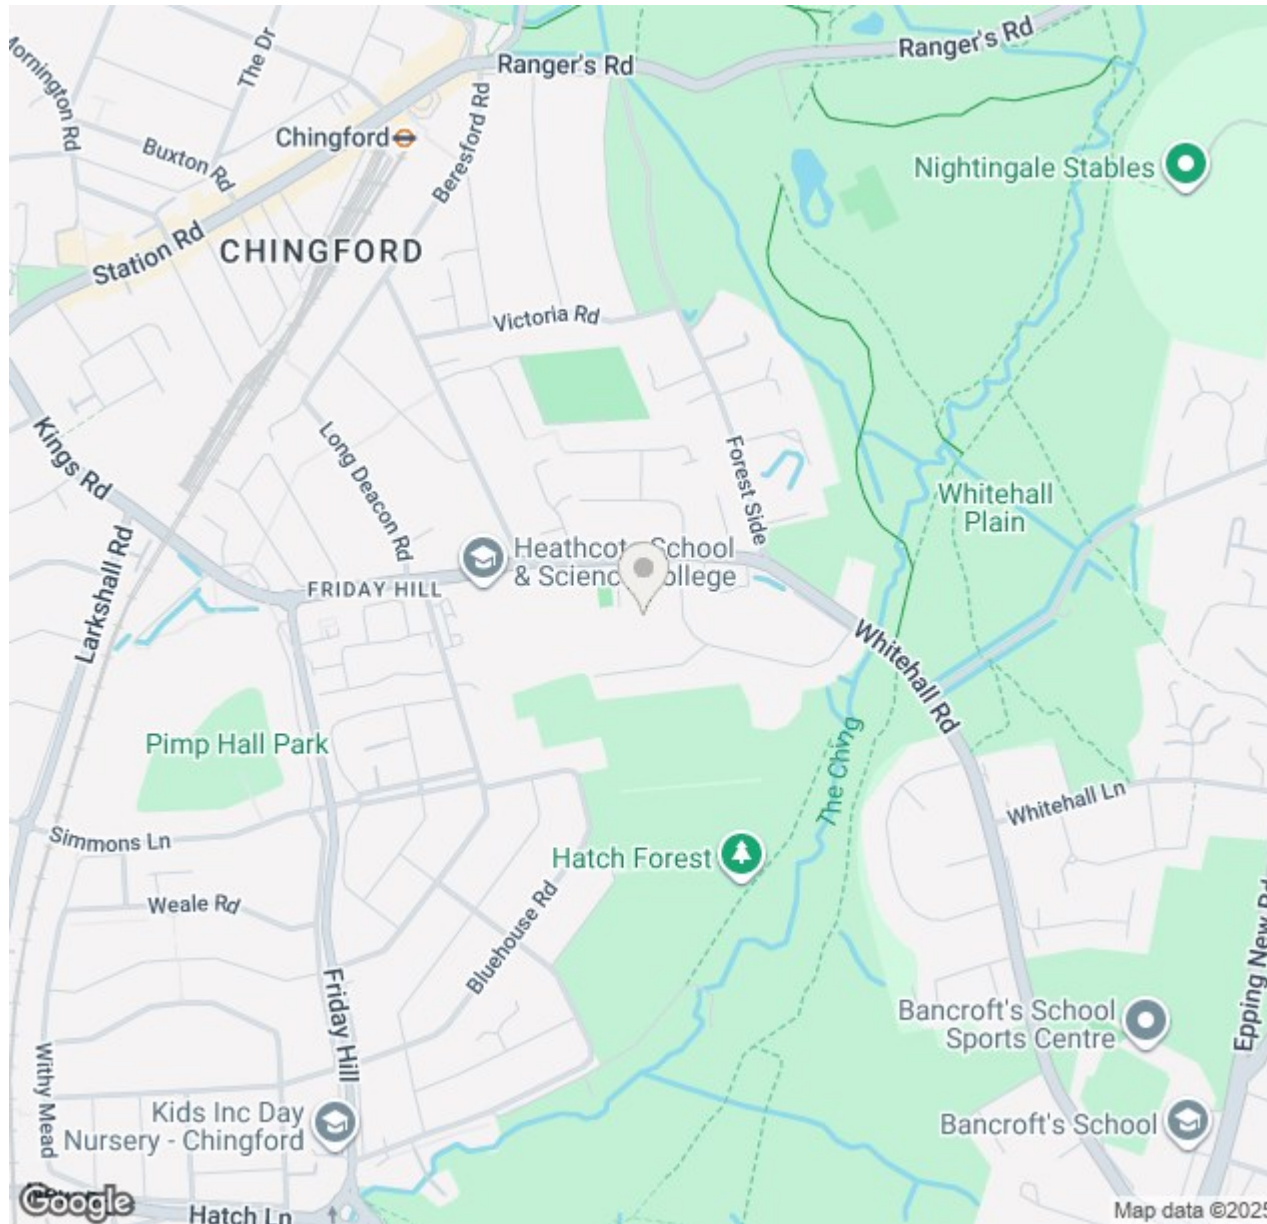 Ranger's Rd
Ranger's Rd
Mornington Rd
The Dr
Buxton Rd
Chingford
Beresford Rd
Nightingale Stables
Station Rd
CHINGFORD
Victoria Rd
Kings Rd
Long Deacon Rd
Forest Side
Whitehall
Plain
Heathcote School
& Science College
FRIDAY HILL
Larkshall Rd
Whitehall Rd
Pimp Hall Park
The Ching
Whitehall Ln
Simmons Ln
Hatch Forest
Weale Rd
Bluehouse Rd
Friday Hill
Epping New Rd
Bancroft's School
Sports Centre
Withy Mead
Kids Inc Day
Nursery - Chingford
Bancroft's School
Google
Hatch Ln
Map data ©2025